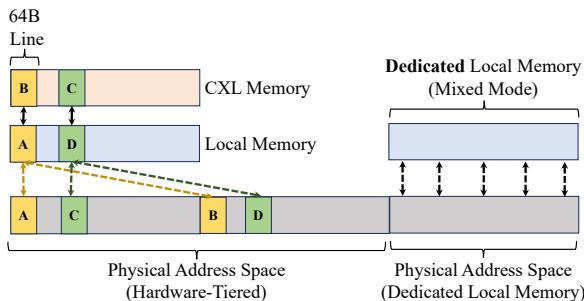 64B
Line
B C CXL Memory
Dedicated Local Memory
(Mixed Mode)
A D Local Memory
A C B D
Physical Address Space
(Hardware-Tiered)
Physical Address Space
(Dedicated Local Memory)